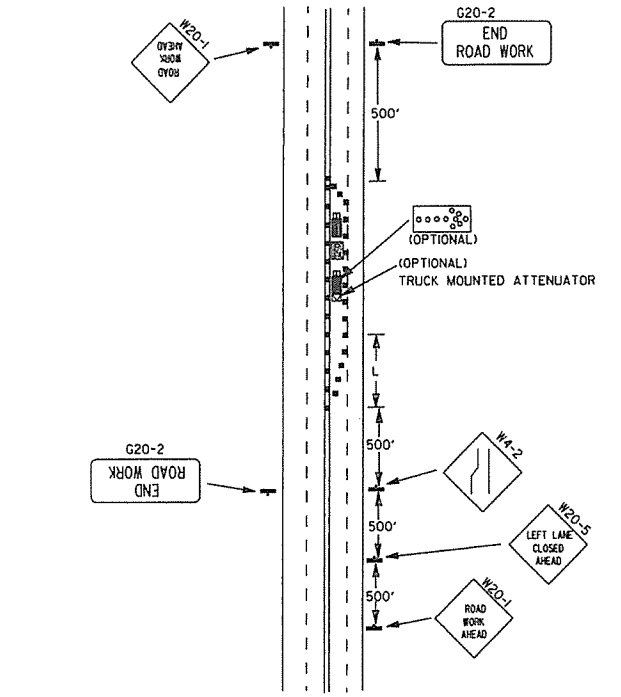 G20-2
END
ROAD WORK
W20-1
ROAD
WORK
AHEAD
500'
(OPTIONAL)
(OPTIONAL)
TRUCK MOUNTED ATTENUATOR
L
G20-2
END
ROAD WORK
500'
W4-2
500'
W20-5
LEFT LANE
CLOSED
AHEAD
500'
W20-1
ROAD
WORK
AHEAD